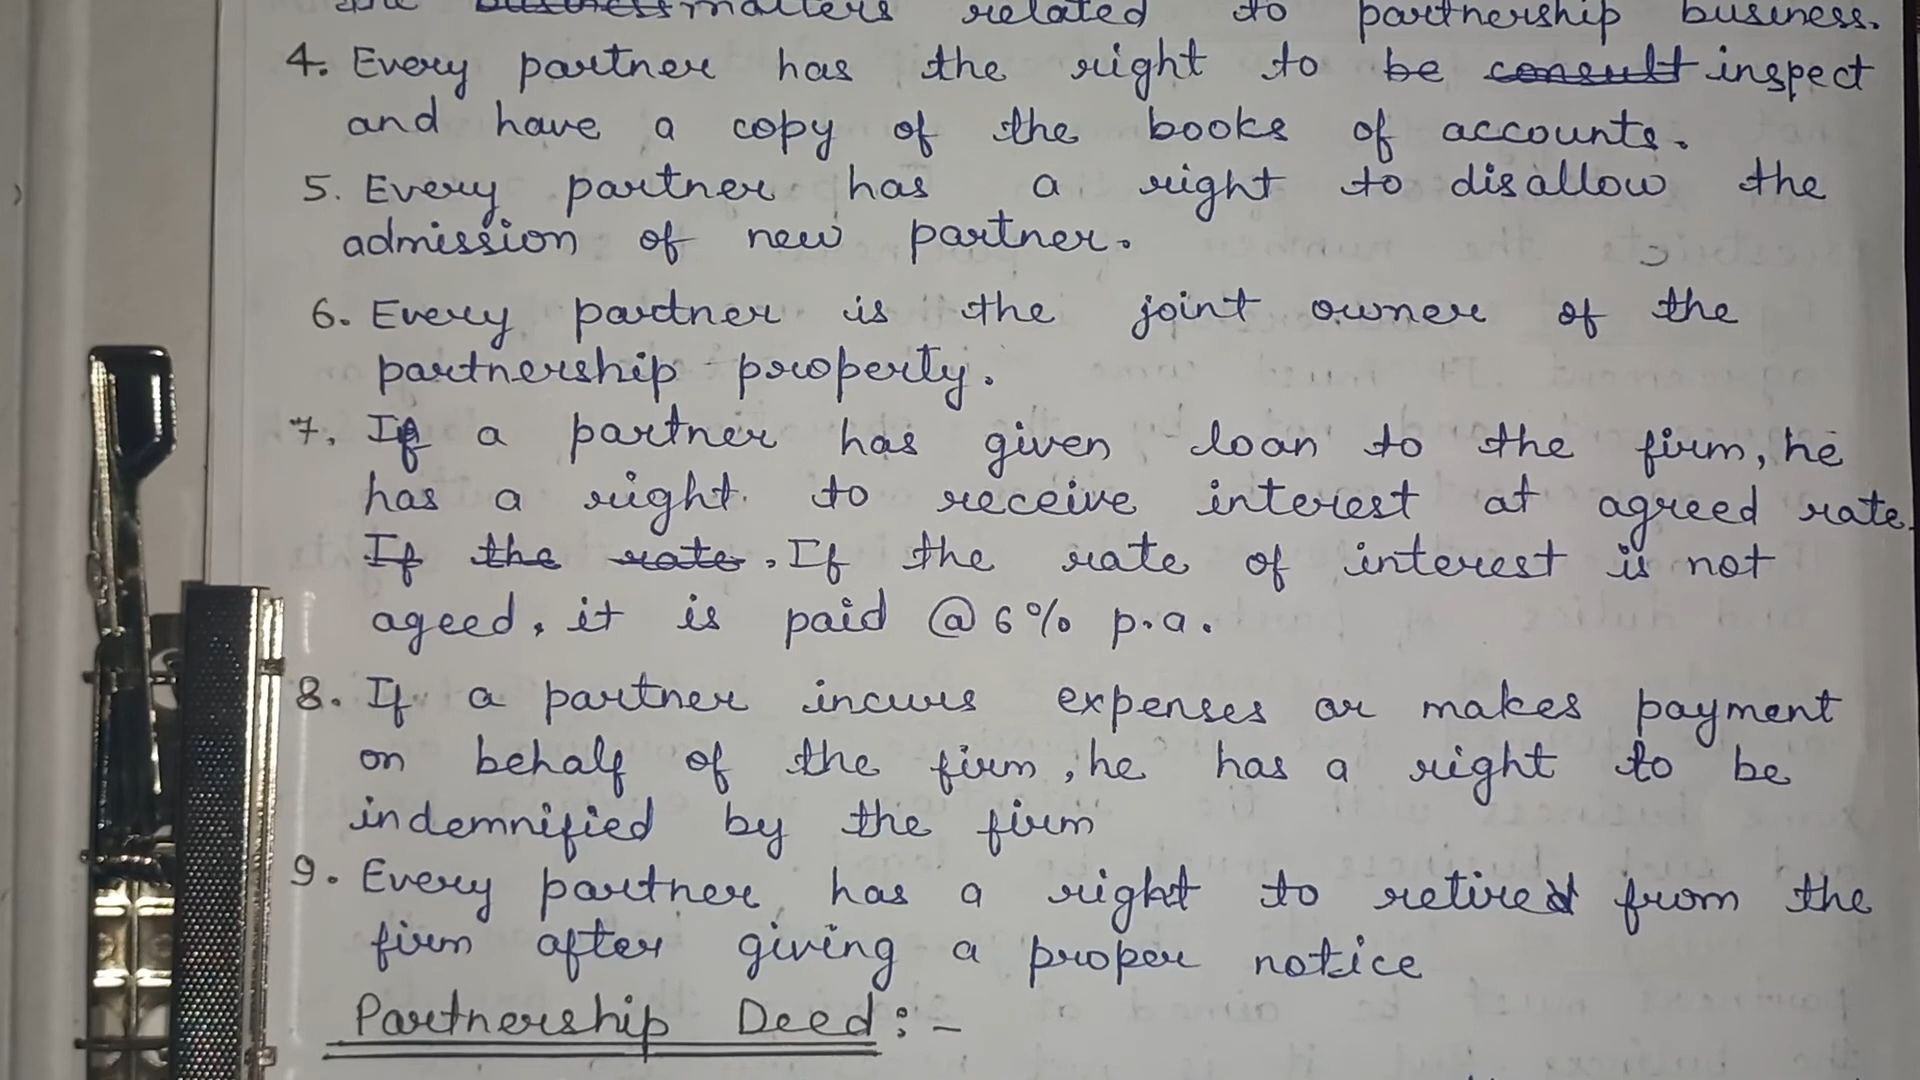 the business matters related to partnership business.
4. Every partner has the right to be consult inspect
and have a copy of the books of accounts.
5. Every partner has a right to disallow the
admission of new partner.
6. Every partner is the joint owner of the
partnership property.
7. If a partner has given loan to the firm, he
has a right to receive interest at agreed rate.
If the rate. If the rate of interest is not
ageed, it is paid @ 6% p.a.
8. If a partner incurs expenses or makes payment
on behalf of the firm, he has a right to be
indemnified by the firm
9. Every partner has a right to retired from the
firm after giving a proper notice
Partnership Deed:-